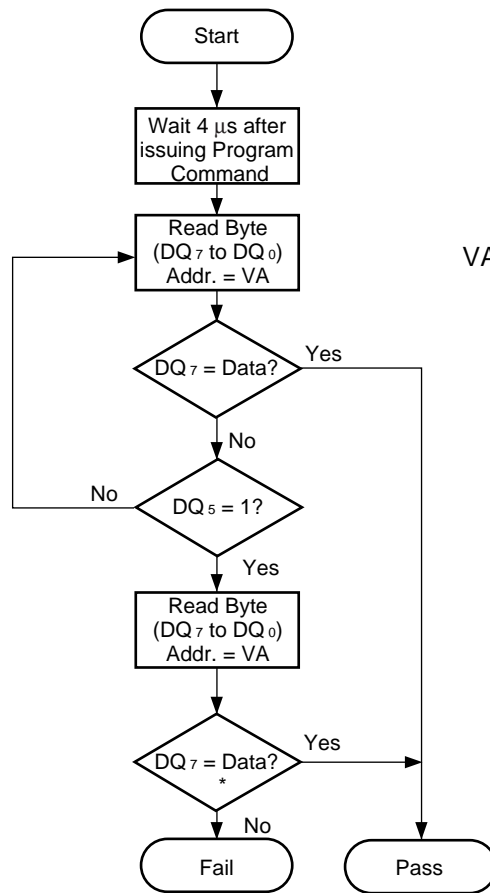 Start
Wait 4 μs after
issuing Program
Command
Read Byte
(DQ7 to DQ0)
Addr. = VA
VA
DQ7 = Data?
Yes
No
DQ5 = 1?
No
Yes
Read Byte
(DQ7 to DQ0)
Addr. = VA
DQ7 = Data?
*
Yes
No
Fail
Pass